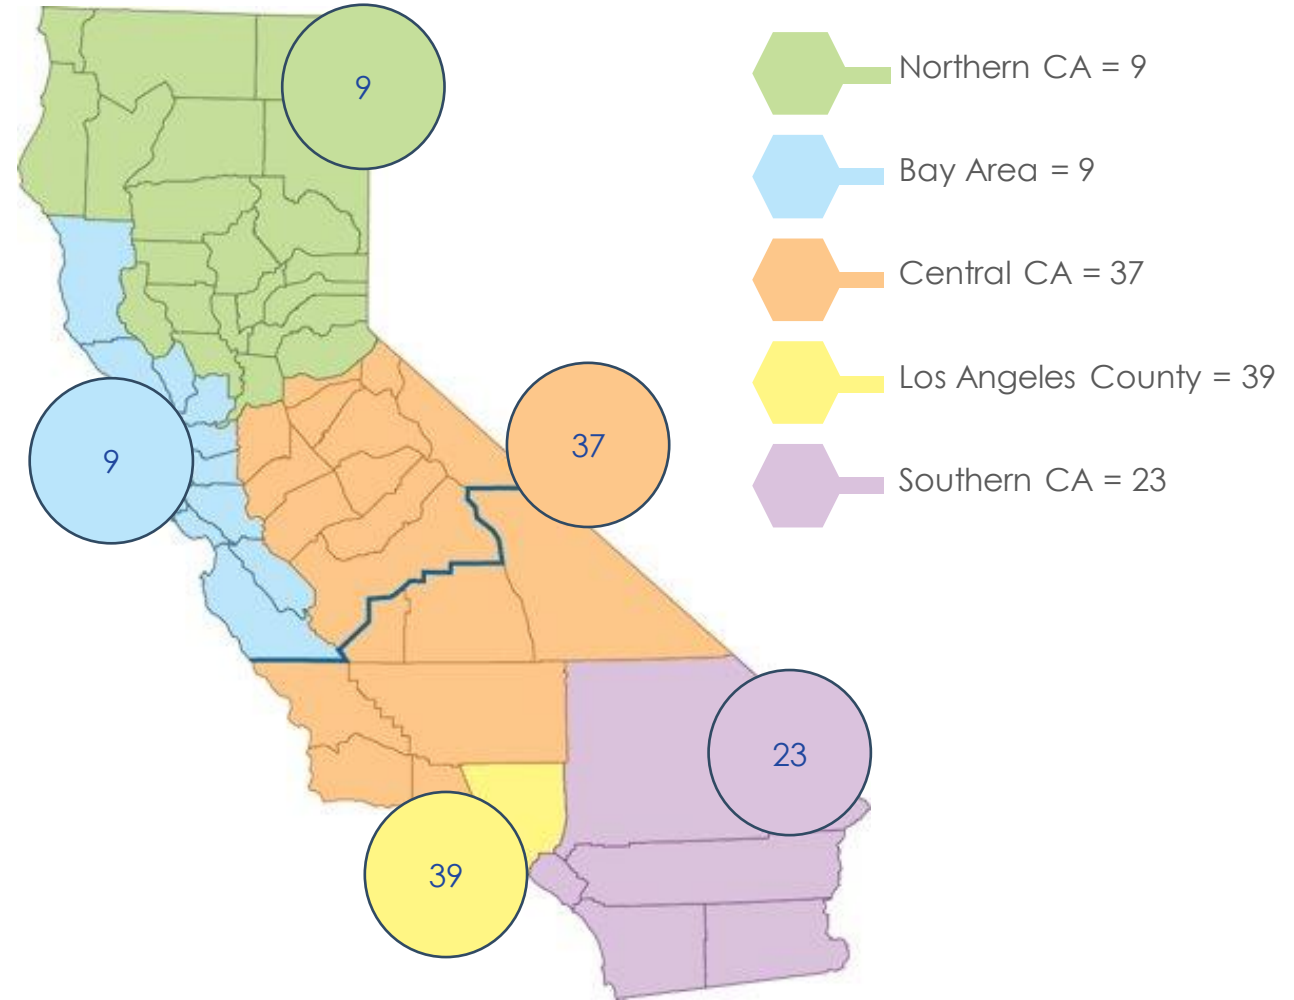 9
Northern CA = 9
Bay Area = 9
Central CA = 37
Los Angeles County = 39
Southern CA = 23
9
37
23
39